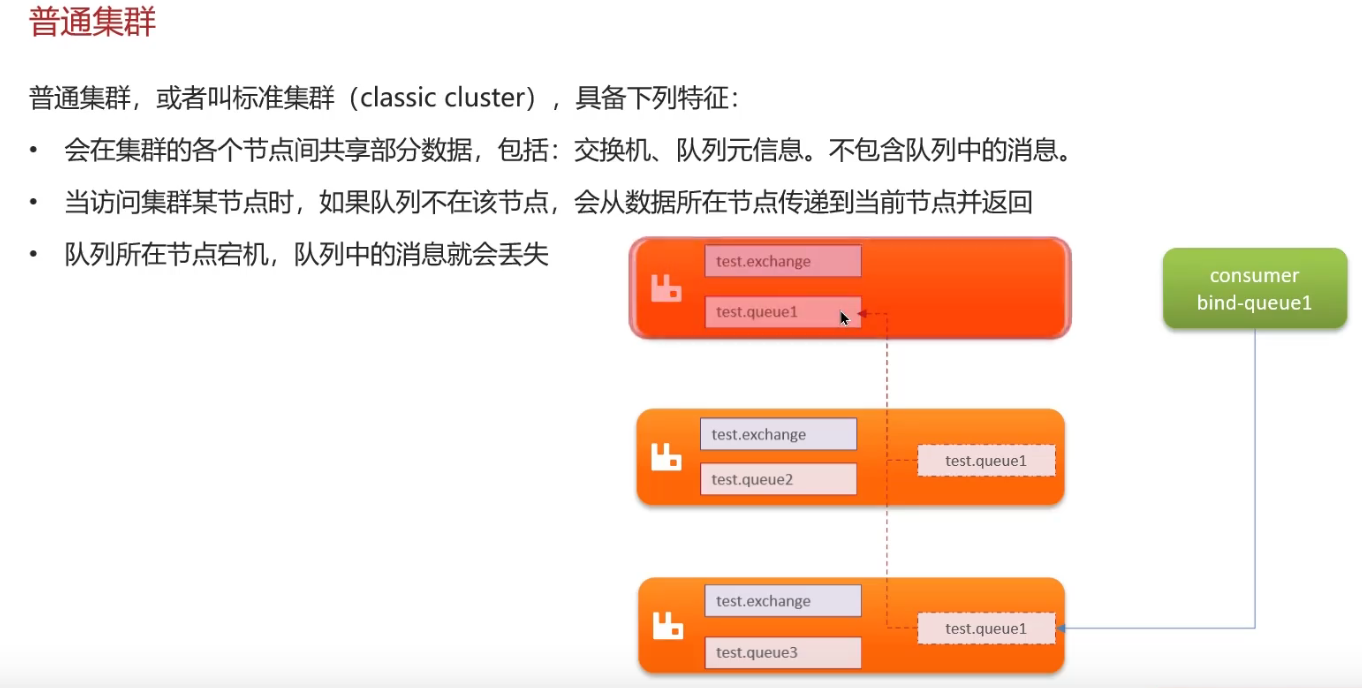 普通集群
普通集群，或者叫标准集群（classic cluster），具备下列特征：
• 会在集群的各个节点间共享部分数据，包括：交换机、队列元信息。不包含队列中的消息。
• 当访问集群某节点时，如果队列不在该节点，会从数据所在节点传递到当前节点并返回
• 队列所在节点宕机，队列中的消息就会丢失
test.exchange
test.queue1
consumer
bind-queue1
test.exchange
test.queue2
test.queue1
test.exchange
test.queue3
test.queue1